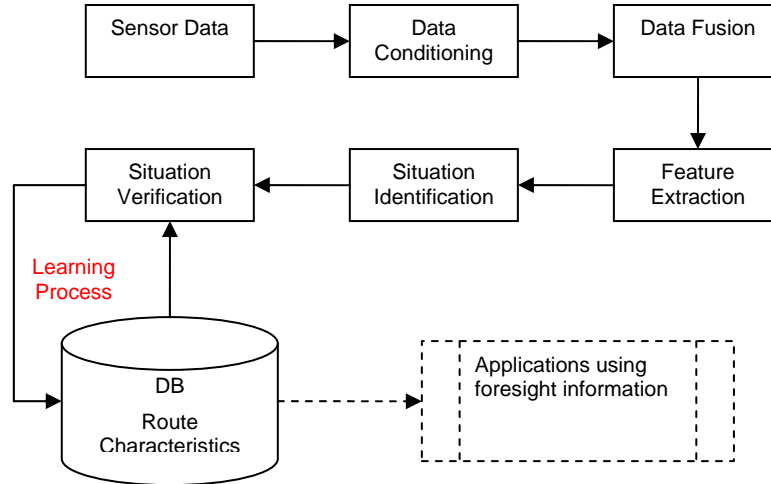 Sensor Data
Data
Conditioning
Data Fusion
Situation
Verification
Situation
Identification
Feature
Extraction
Learning
Process
DB
Route
Characteristics
Applications using
foresight information